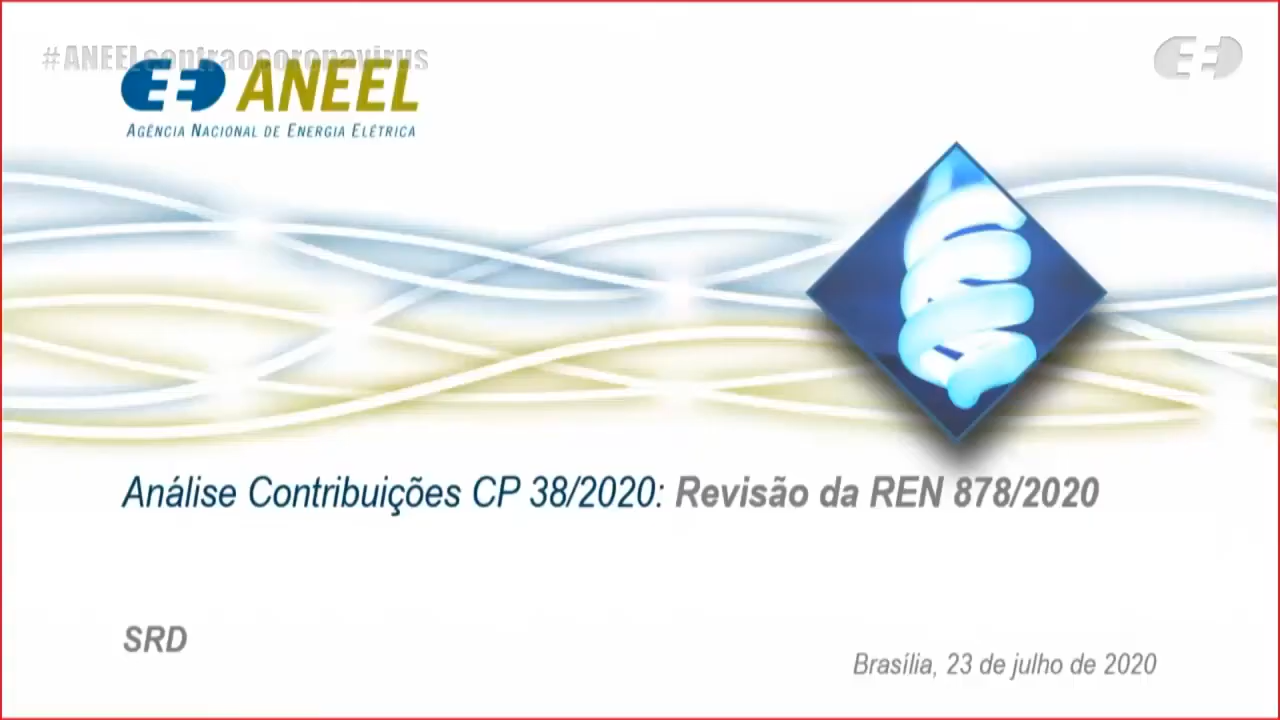 #ANEELcontraocoronavirus
ANEEL
AGÊNCIA NACIONAL DE ENERGIA ELÉTRICA
Análise Contribuições CP 38/2020: Revisão da REN 878/2020
SRD
Brasília, 23 de julho de 2020